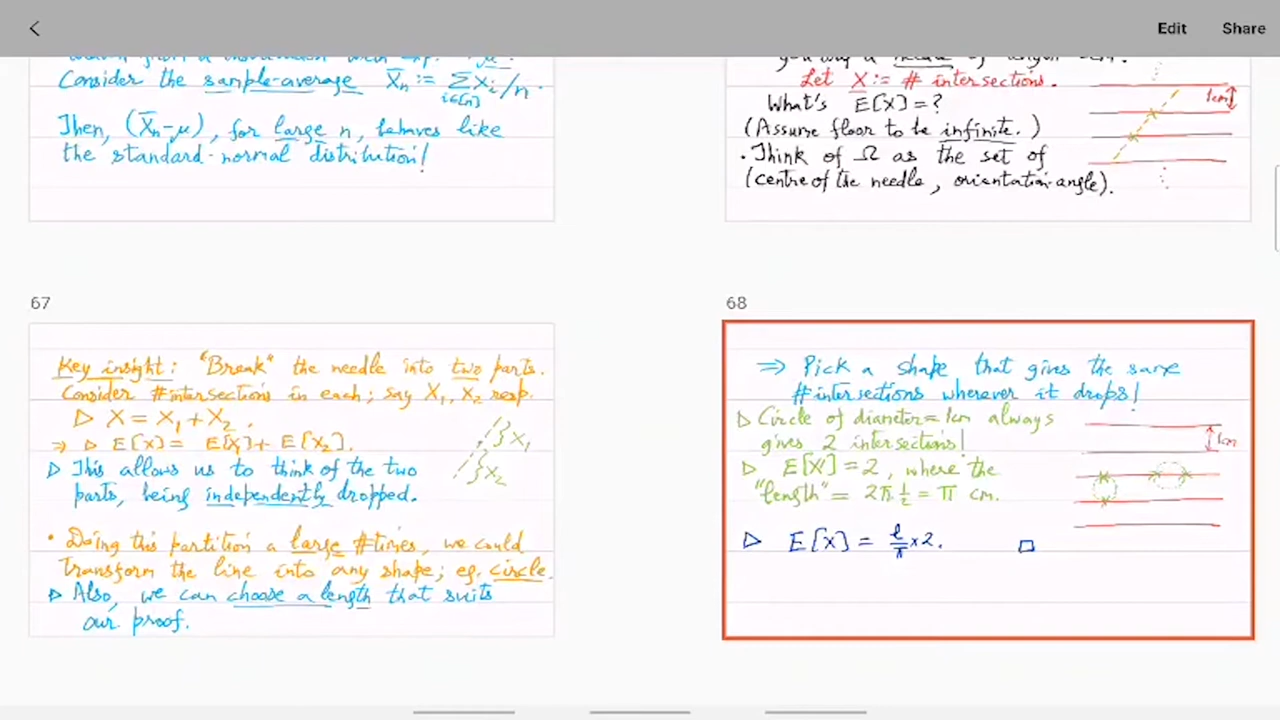 Edit Share
Consider the sample-average X̄n := Σ Xi/n.
i∈[n]
Then, (X̄n-μ), for large n, behaves like
the standard-normal distribution!
Let X := # intersections.
What's E[X]=?
(Assume floor to be infinite.)
· Think of Ω as the set of
(centre of the needle, orientation-angle).
1cm
67
Key insight: "Break" the needle into two parts.
Consider #intersections in each; say X1, X2 resp.
▷ X = X1 + X2.
⇒ ▷ E[X] = E[X1] + E[X2].
▷ This allows us to think of the two
parts, being independently dropped.
}X1
}X2
• Doing this partition a large #times, we could
transform the line into any shape; eg. circle.
▷ Also, we can choose a length that suits
our proof.
68
⇒ Pick a shape that gives the same
#intersections wherever it drops!
▷ Circle of diameter=1cm always
gives 2 intersections!
▷ E[X']=2, where the
"length" = 2π·1/2 = π cm.
1cm
▷ E[X] = ℓ/π × 2. □